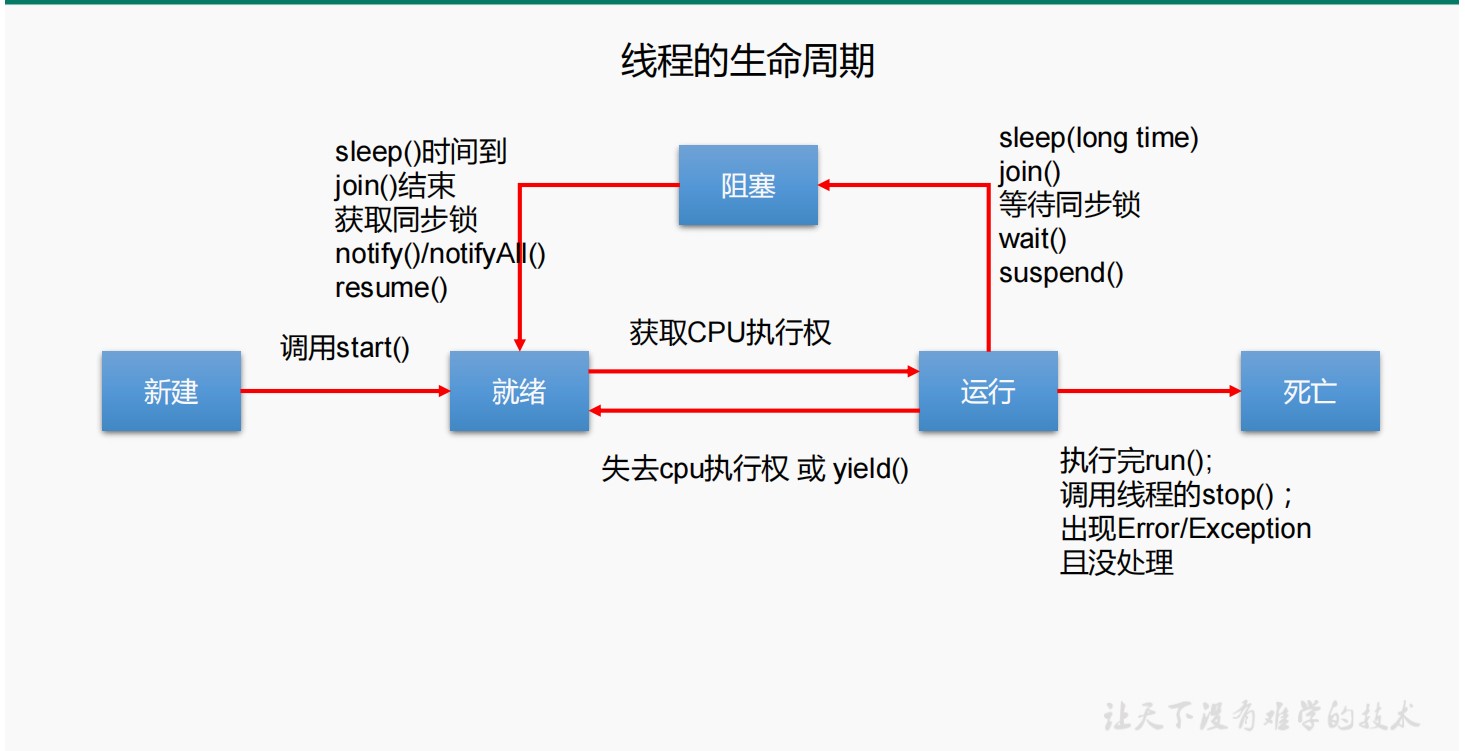 线程的生命周期
sleep()时间到
join()结束
获取同步锁
notify()/notifyAll()
resume()
阻塞
sleep(long time)
join()
等待同步锁
wait()
suspend()
调用start()
获取CPU执行权
新建
就绪
运行
死亡
失去cpu执行权 或 yield()
执行完run();
调用线程的stop() ;
出现Error/Exception
且没处理
让天下没有难学的技术